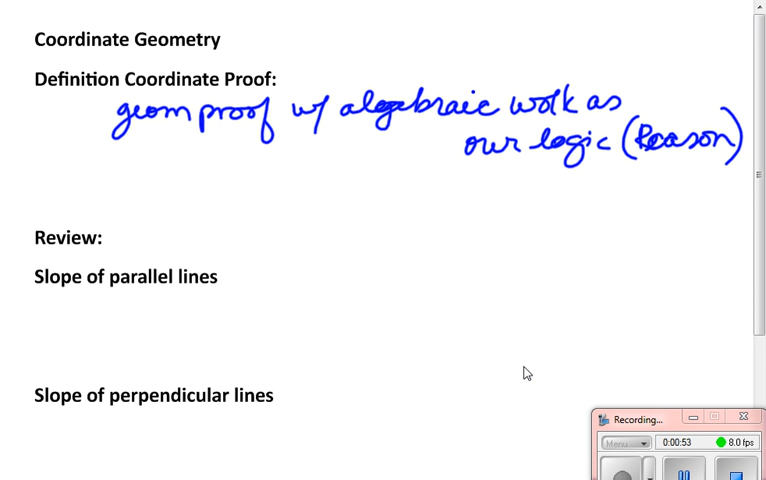 Coordinate Geometry
Definition Coordinate Proof:
geom proof w/ algebraic work as
our logic (Reason)
Review:
Slope of parallel lines
Slope of perpendicular lines
Recording...
Menu
0:00:53
8.0 fps